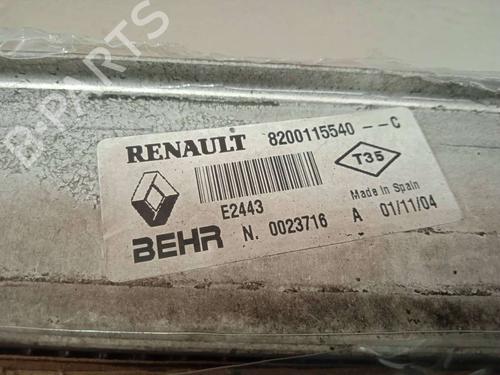 B-PARTS
RENAULT 8200115540 --C
T35
E2443
Made in Spain
BEHR N. 0023716 A 01/11/04